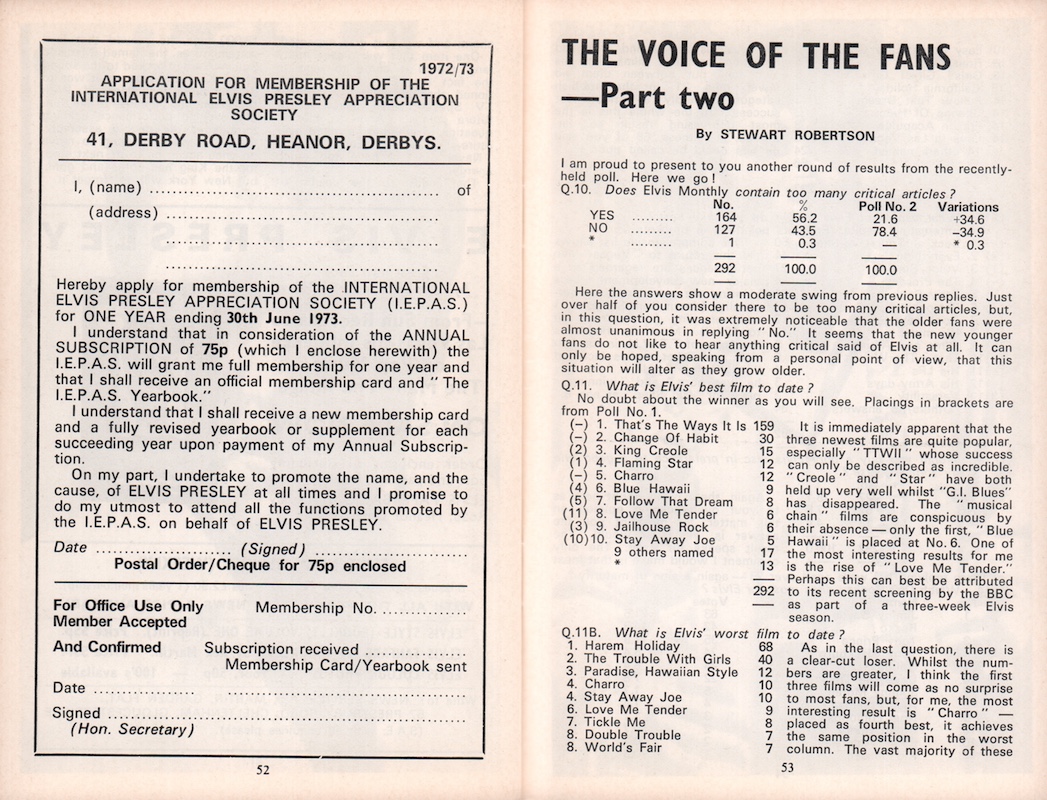 1972/73
APPLICATION FOR MEMBERSHIP OF THE
INTERNATIONAL ELVIS PRESLEY APPRECIATION
SOCIETY
41, DERBY ROAD, HEANOR, DERBYS.
I, (name) ........................................ of
(address) ........................................
........................................
........................................
Hereby apply for membership of the INTERNATIONAL
ELVIS PRESLEY APPRECIATION SOCIETY (I.E.P.A.S.)
for ONE YEAR ending 30th June 1973.
I understand that in consideration of the ANNUAL
SUBSCRIPTION of 75p (which I enclose herewith) the
I.E.P.A.S. will grant me full membership for one year and
that I shall receive an official membership card and "The
I.E.P.A.S. Yearbook."
I understand that I shall receive a new membership card
and a fully revised yearbook or supplement for each
succeeding year upon payment of my Annual Subscrip-
tion.
On my part, I undertake to promote the name, and the
cause, of ELVIS PRESLEY at all times and I promise to
do my utmost to attend all the functions promoted by
the I.E.P.A.S. on behalf of ELVIS PRESLEY.
Date ........................ (Signed) ........................
Postal Order/Cheque for 75p enclosed
For Office Use Only Membership No. ..............
Member Accepted
And Confirmed Subscription received ................
Membership Card/Yearbook sent
Date .................. ........................................
Signed ........................................................
(Hon. Secretary)
52
THE VOICE OF THE FANS
—Part two
By STEWART ROBERTSON
I am proud to present to you another round of results from the recently-
held poll. Here we go!
Q.10. Does Elvis Monthly contain too many critical articles?
No. % Poll No. 2 Variations
YES ......... 164 56.2 21.6 +34.6
NO ......... 127 43.5 78.4 –34.9
* ......... 1 0.3 — * 0.3
292 100.0 100.0
Here the answers show a moderate swing from previous replies. Just
over half of you consider there to be too many critical articles, but,
in this question, it was extremely noticeable that the older fans were
almost unanimous in replying "No." It seems that the new younger
fans do not like to hear anything critical said of Elvis at all. It can
only be hoped, speaking from a personal point of view, that this
situation will alter as they grow older.
Q.11. What is Elvis' best film to date?
No doubt about the winner as you will see. Placings in brackets are
from Poll No. 1.
(–) 1. That's The Ways It Is 159
(–) 2. Change Of Habit 30
(2) 3. King Creole 15
(1) 4. Flaming Star 12
(–) 5. Charro 12
(4) 6. Blue Hawaii 9
(5) 7. Follow That Dream 8
(11) 8. Love Me Tender 6
(3) 9. Jailhouse Rock 6
(10) 10. Stay Away Joe 5
9 others named 17
* 13
292
It is immediately apparent that the
three newest films are quite popular,
especially "TTWII" whose success
can only be described as incredible.
"Creole" and "Star" have both
held up very well whilst "G.I. Blues"
has disappeared. The "musical
chain" films are conspicuous by
their absence — only the first, "Blue
Hawaii" is placed at No. 6. One of
the most interesting results for me
is the rise of "Love Me Tender."
Perhaps this can best be attributed
to its recent screening by the BBC
as part of a three-week Elvis
season.
Q.11B. What is Elvis' worst film to date?
1. Harem Holiday 68
2. The Trouble With Girls 40
3. Paradise, Hawaiian Style 12
4. Charro 10
4. Stay Away Joe 10
6. Love Me Tender 9
7. Tickle Me 8
8. Double Trouble 7
8. World's Fair 7
As in the last question, there is
a clear-cut loser. Whilst the num-
bers are greater, I think the first
three films will come as no surprise
to most fans, but, for me, the most
interesting result is "Charro" —
placed as fourth best, it achieves
the same position in the worst
column. The vast majority of these
53